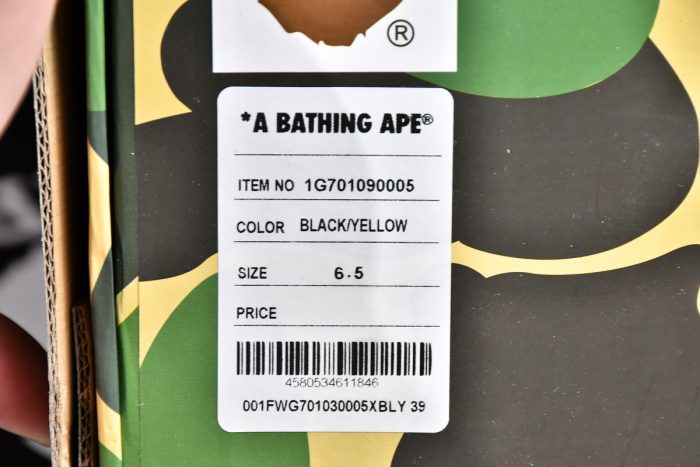 ®
*A BATHING APE®
ITEM NO 1G701090005
COLOR BLACK/YELLOW
SIZE 6.5
PRICE
4580534611846
001FWG701030005XBLY 39